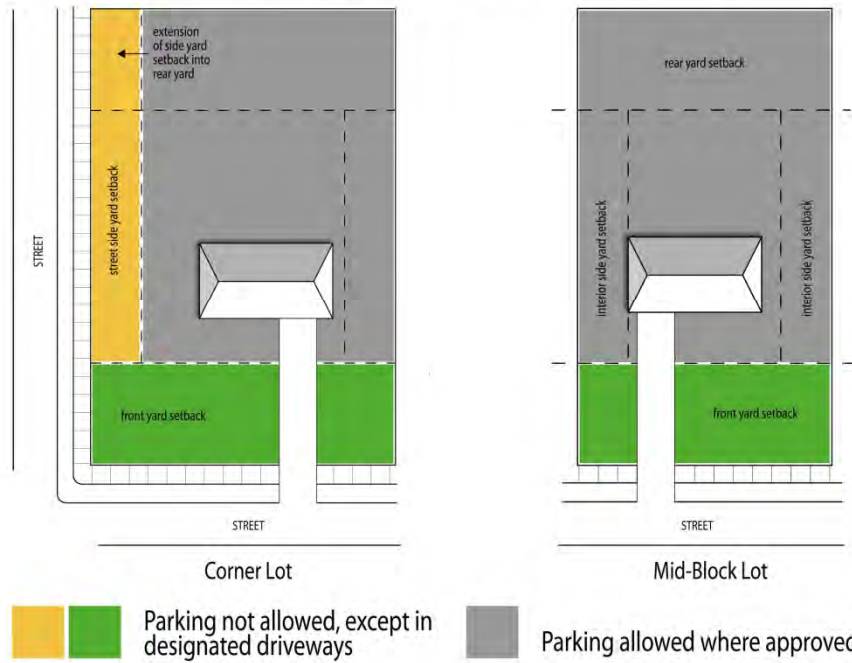 extension
of side yard
setback into
rear yard
street side yard setback
STREET
front yard setback
STREET
Corner Lot
rear yard setback
interior side yard setback
interior side yard setback
front yard setback
STREET
Mid-Block Lot
Parking not allowed, except in
designated driveways
Parking allowed where approved